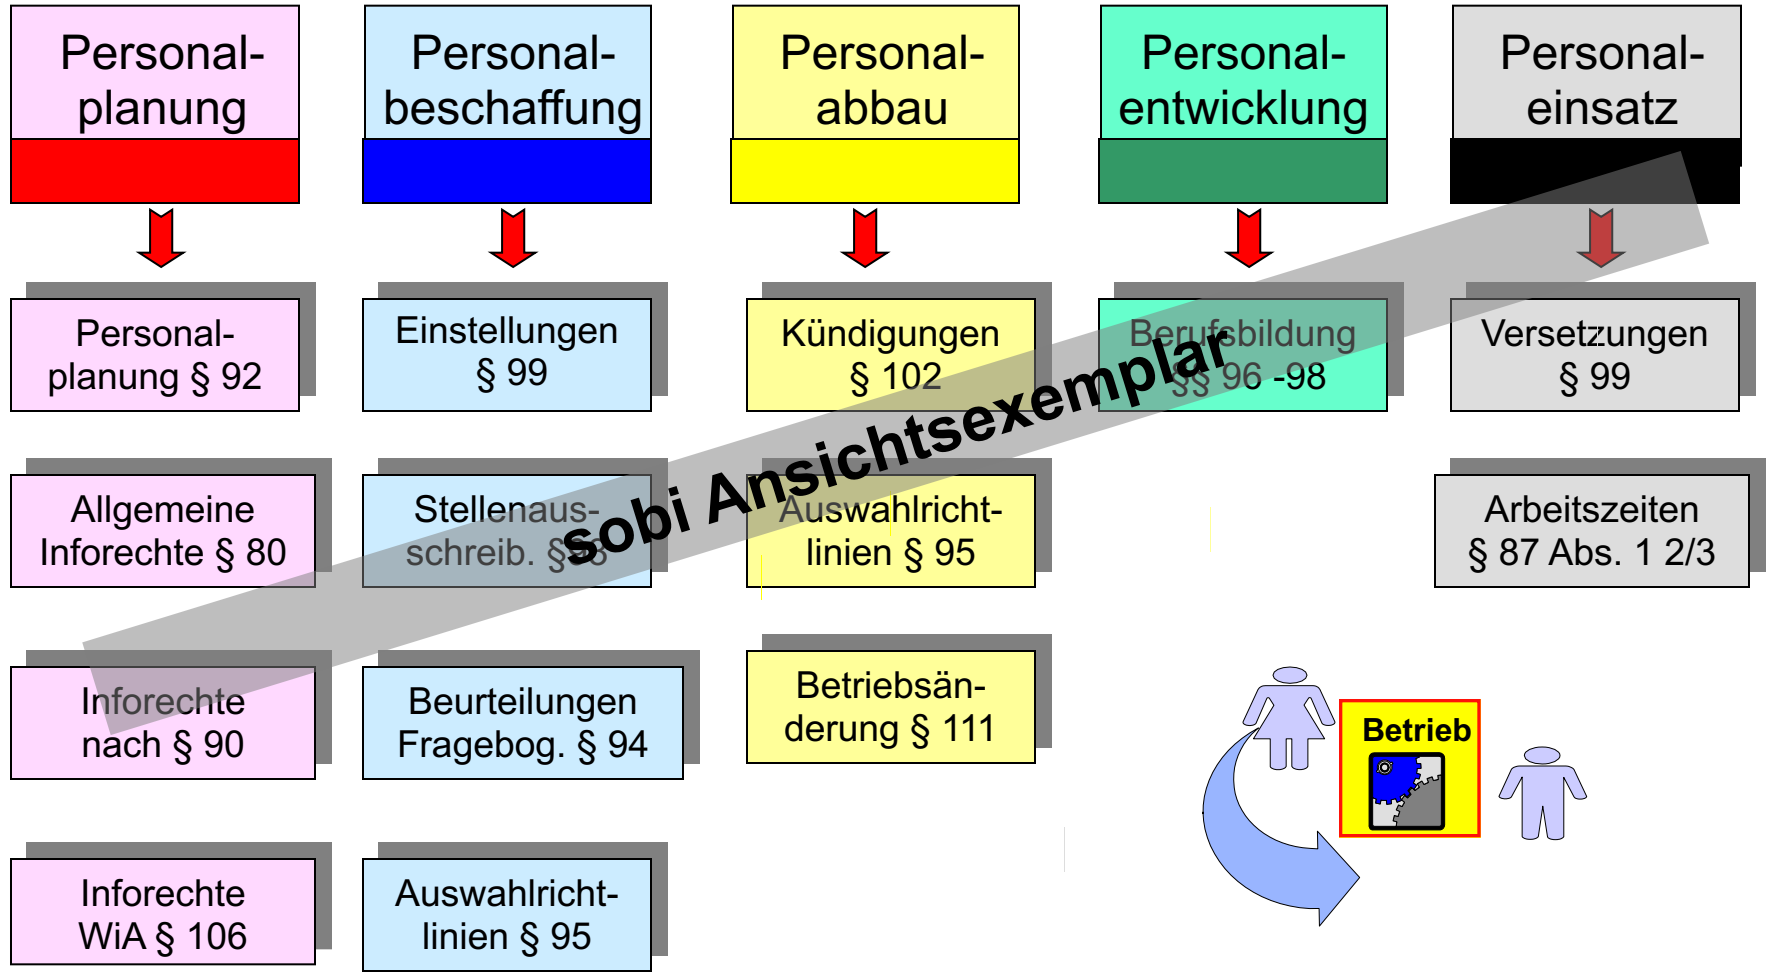 Personal-
planung
Personal-
beschaffung
Personal-
abbau
Personal-
entwicklung
Personal-
einsatz
Personal-
planung § 92
Einstellungen
§ 99
Kündigungen
§ 102
Berufsbildung
§§ 96 -98
Versetzungen
§ 99
Allgemeine
Inforechte § 80
Stellenaus-
schreib. §93
Auswahlricht-
linien § 95
Arbeitszeiten
§ 87 Abs. 1 2/3
sobi Ansichtsexemplar
Inforechte
nach § 90
Beurteilungen
Fragebog. § 94
Betriebsän-
derung § 111
Betrieb
Inforechte
WiA § 106
Auswahlricht-
linien § 95